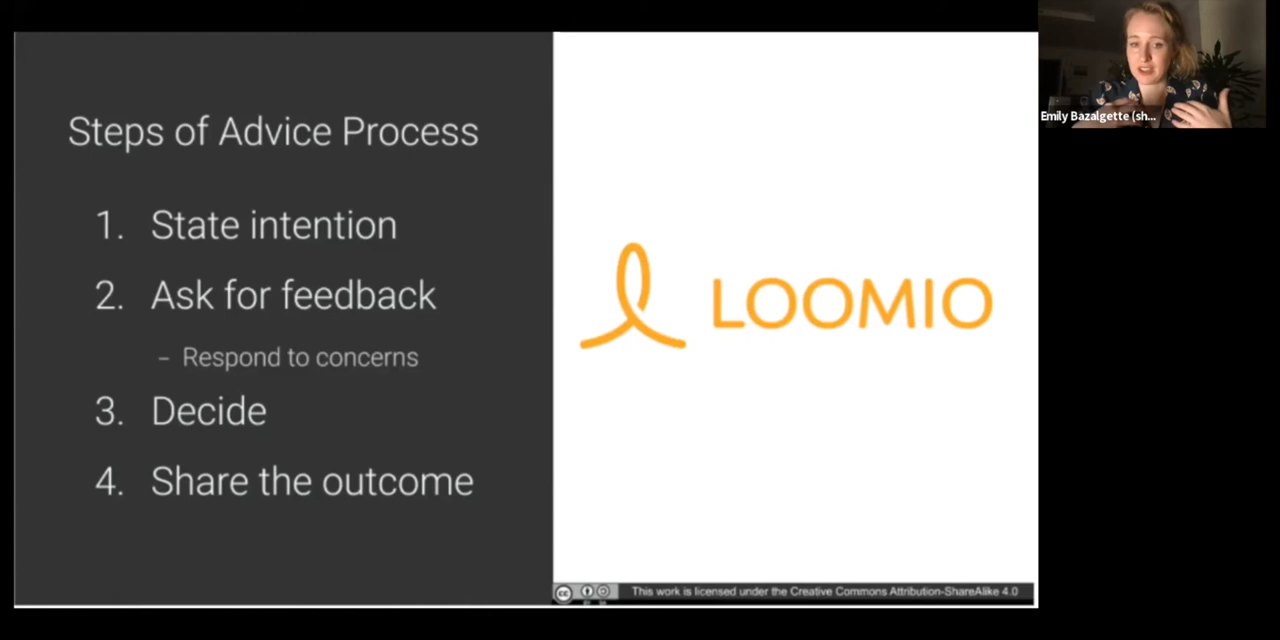 Steps of Advice Process
1. State intention
2. Ask for feedback
- Respond to concerns
3. Decide
4. Share the outcome
LOOMIO
This work is licensed under the Creative Commons Attribution-ShareAlike 4.0
Emily Bazalgette (sh...